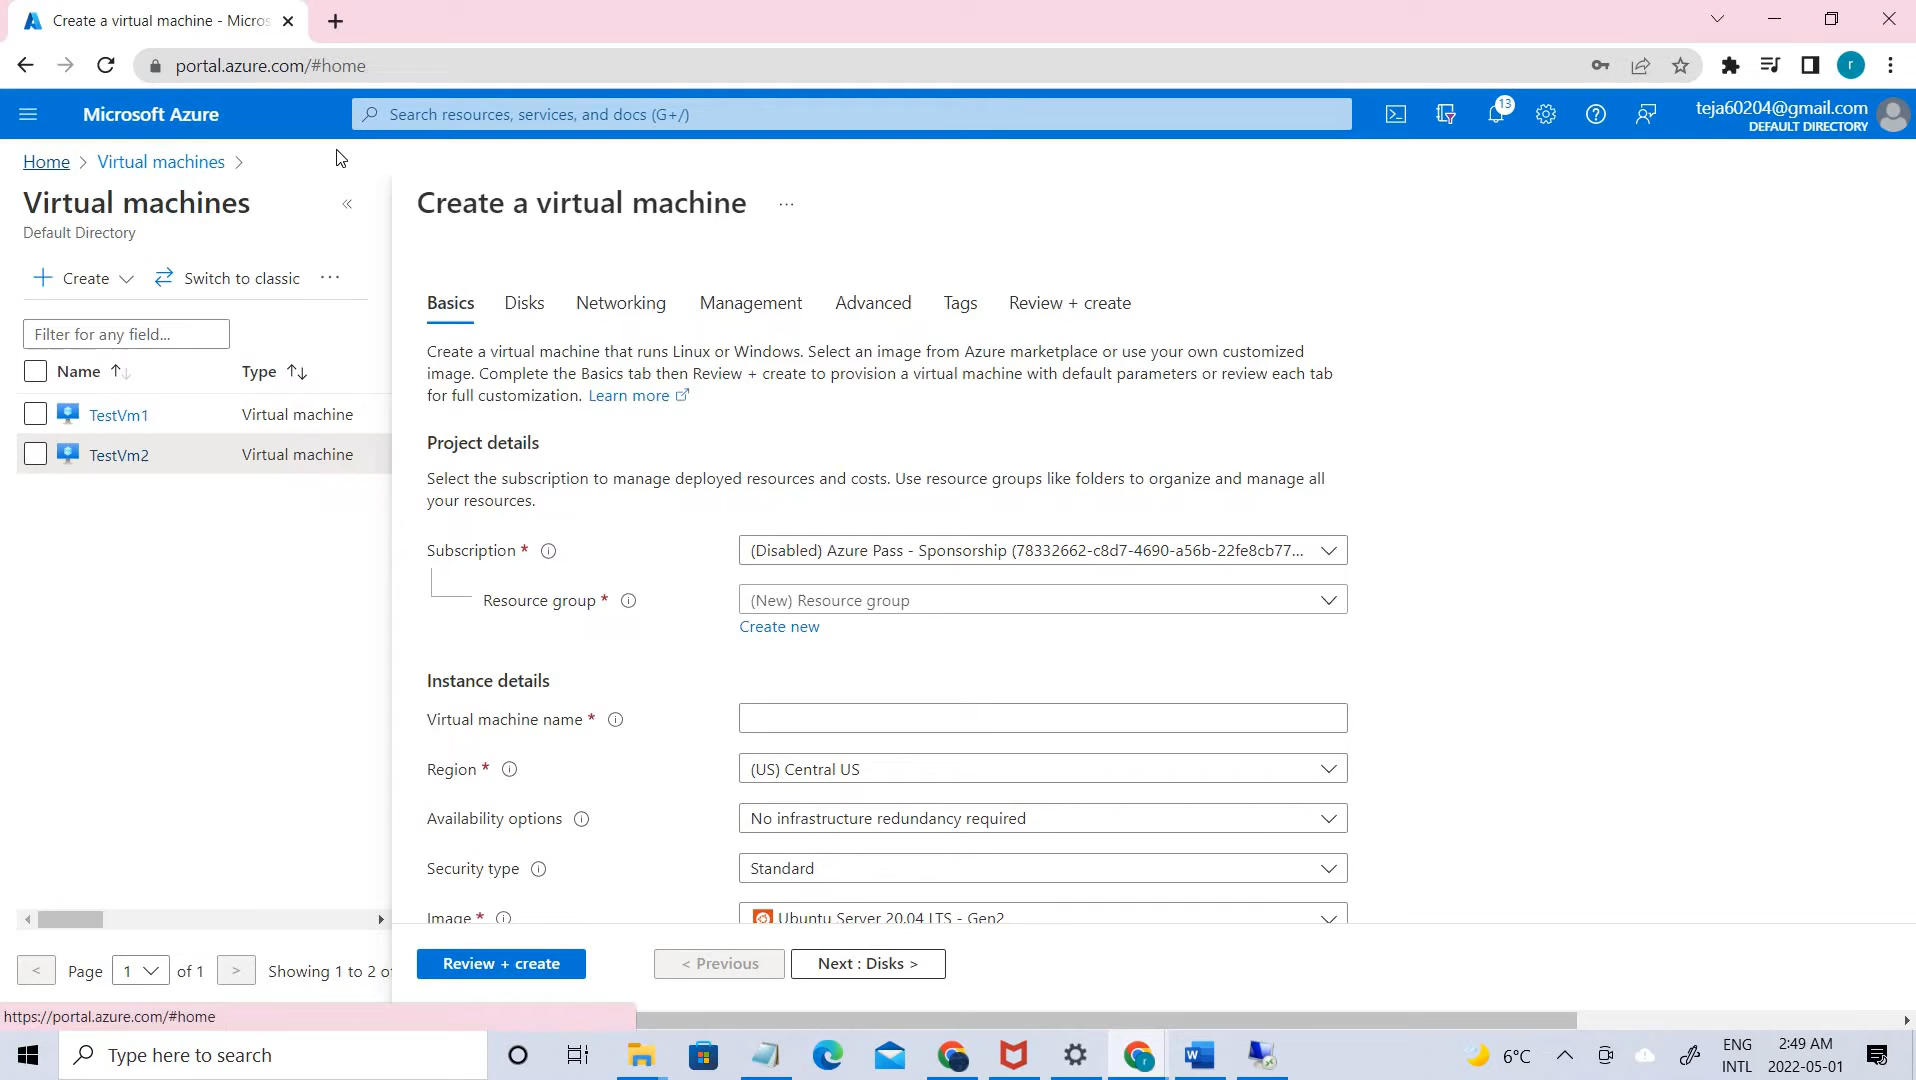 Create a virtual machine - Micros
portal.azure.com/#home
r
Microsoft Azure
Search resources, services, and docs (G+/)
13
teja60204@gmail.com
DEFAULT DIRECTORY
Home > Virtual machines >
Virtual machines
Default Directory
Create
Switch to classic
Filter for any field...
Name
Type
TestVm1
Virtual machine
TestVm2
Virtual machine
< Page 1 of 1 > Showing 1 to 2 o
Create a virtual machine
Basics
Disks
Networking
Management
Advanced
Tags
Review + create
Create a virtual machine that runs Linux or Windows. Select an image from Azure marketplace or use your own customized
image. Complete the Basics tab then Review + create to provision a virtual machine with default parameters or review each tab
for full customization. Learn more
Project details
Select the subscription to manage deployed resources and costs. Use resource groups like folders to organize and manage all
your resources.
Subscription *
(Disabled) Azure Pass - Sponsorship (78332662-c8d7-4690-a56b-22fe8cb77...
Resource group *
(New) Resource group
Create new
Instance details
Virtual machine name *
Region *
(US) Central US
Availability options
No infrastructure redundancy required
Security type
Standard
Image *
Ubuntu Server 20.04 LTS - Gen2
Review + create
< Previous
Next : Disks >
https://portal.azure.com/#home
Type here to search
6°C
ENG
INTL
2:49 AM
2022-05-01